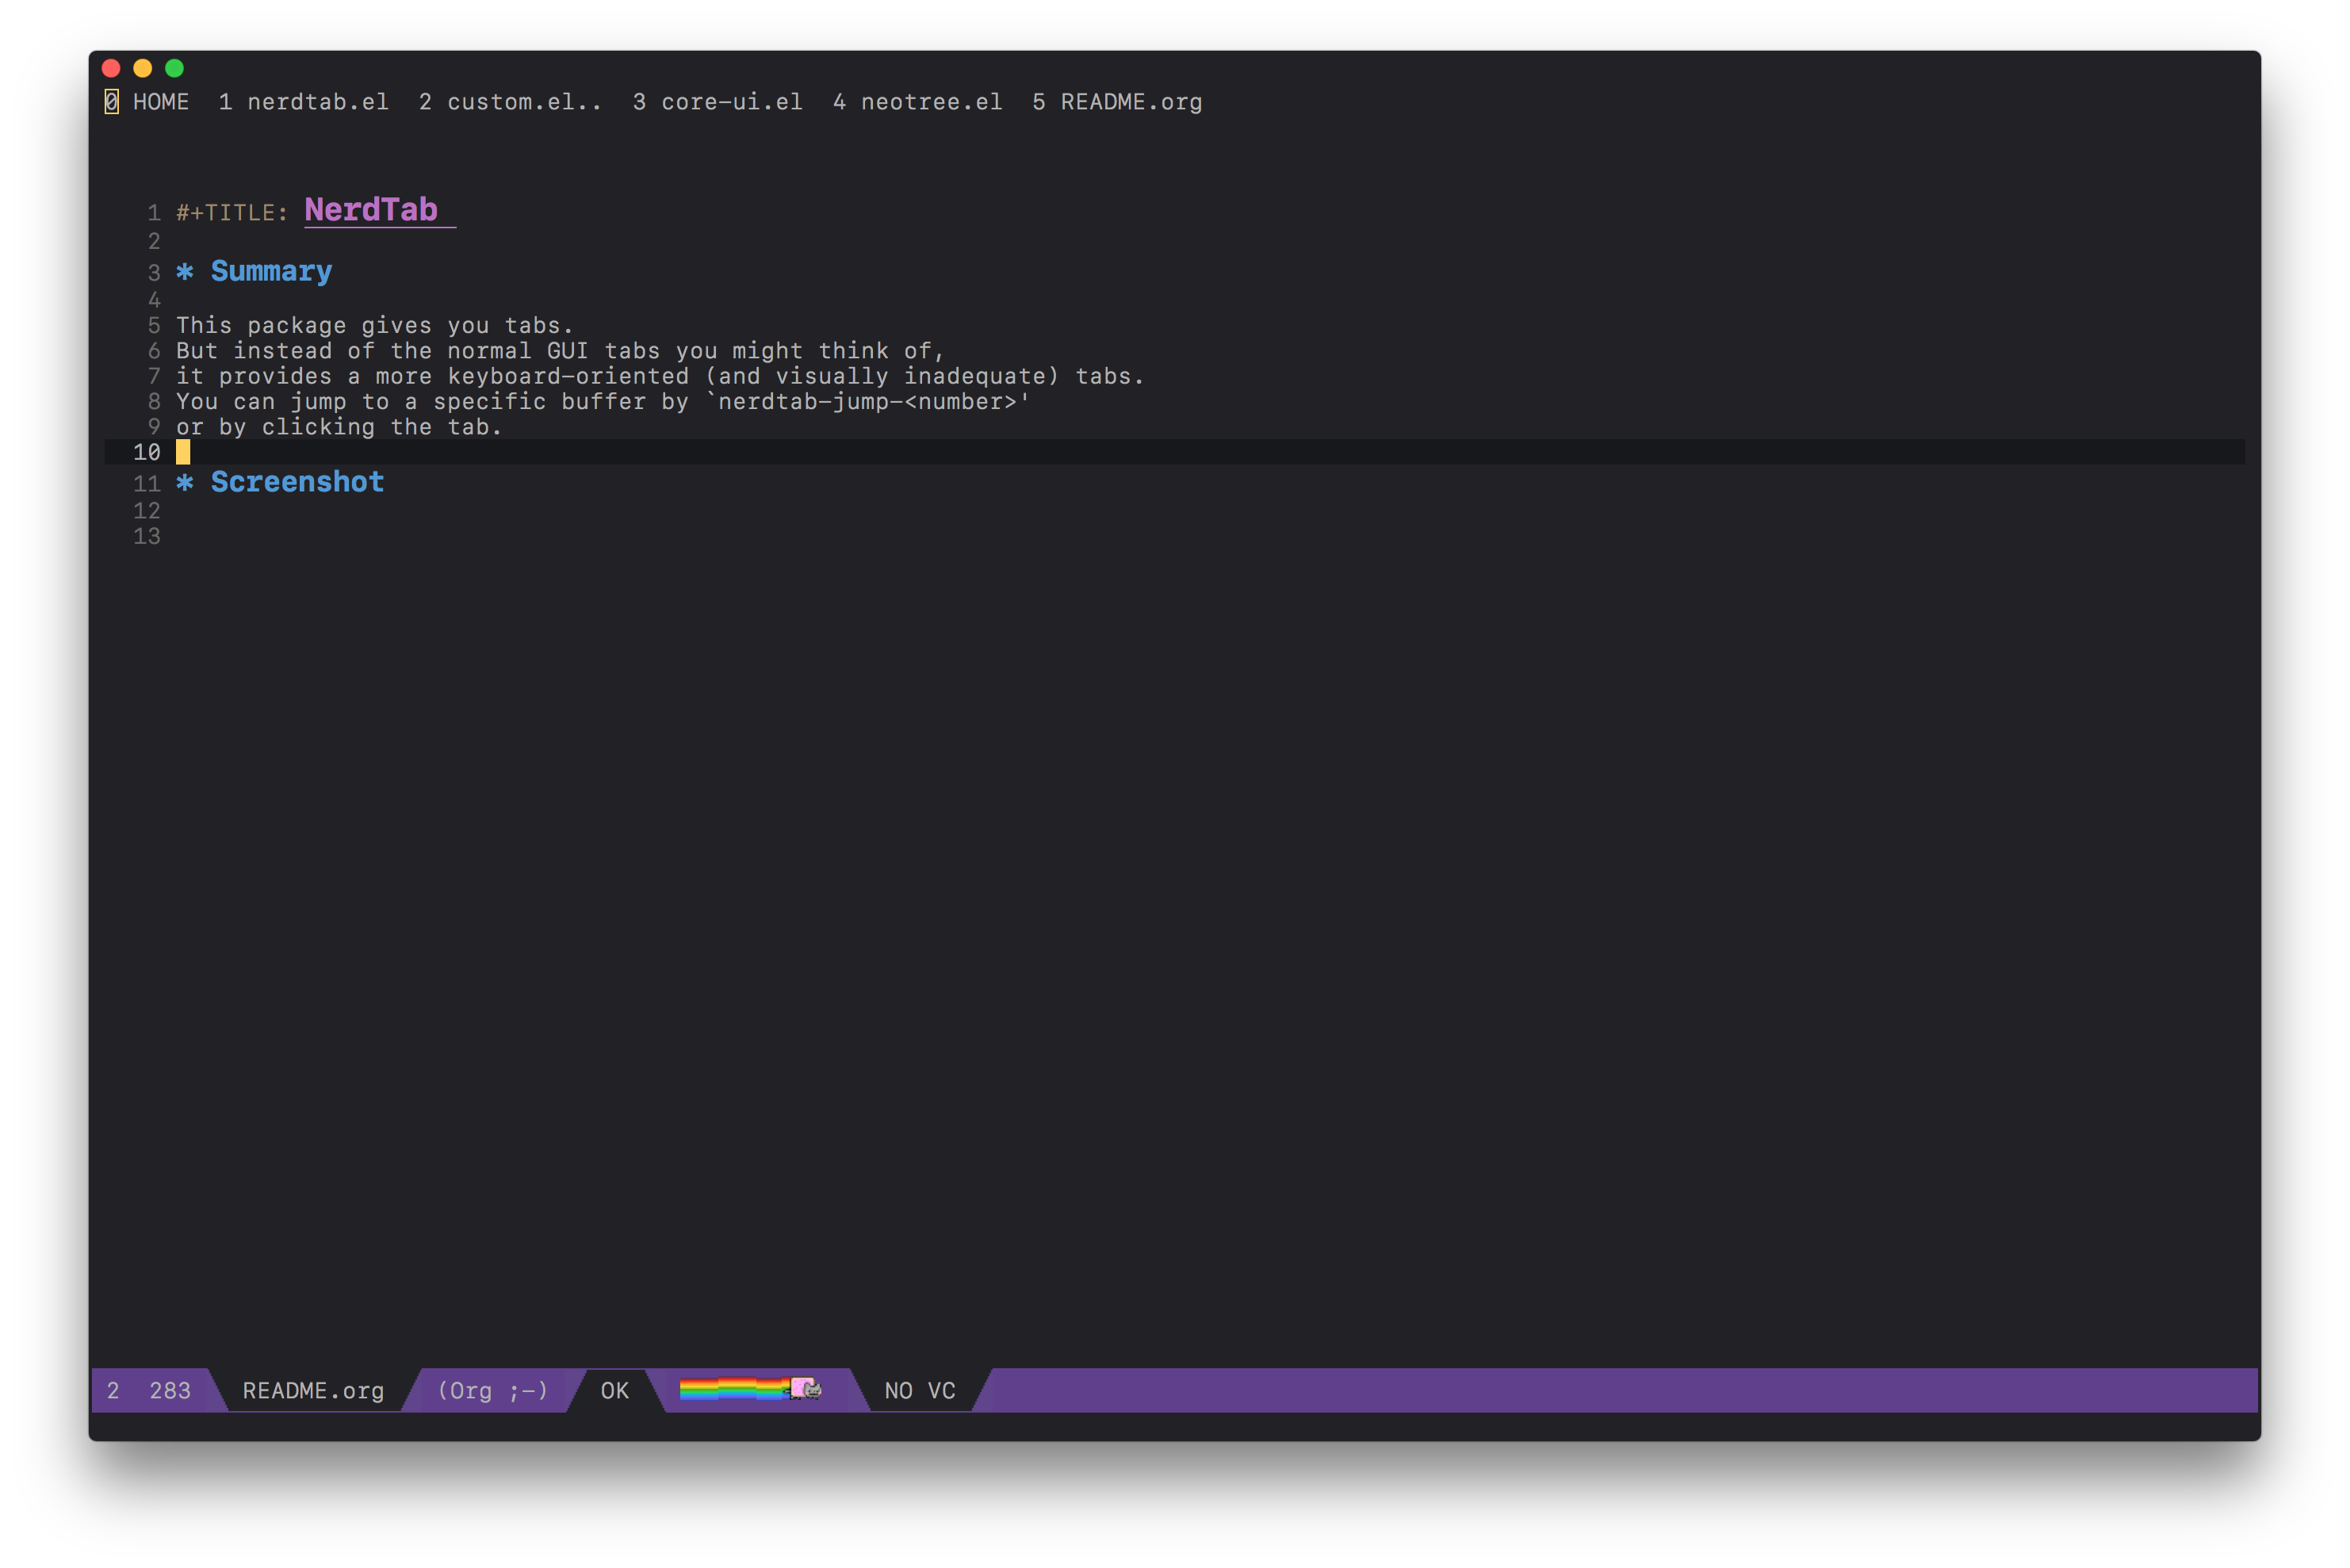 0 HOME  1 nerdtab.el  2 custom.el..  3 core-ui.el  4 neotree.el  5 README.org
1 #+TITLE: NerdTab
2
3 * Summary
4
5 This package gives you tabs.
6 But instead of the normal GUI tabs you might think of,
7 it provides a more keyboard-oriented (and visually inadequate) tabs.
8 You can jump to a specific buffer by `nerdtab-jump-<number>'
9 or by clicking the tab.
10
11 * Screenshot
12
13
2  283  README.org  (Org ;-)  OK  NO VC